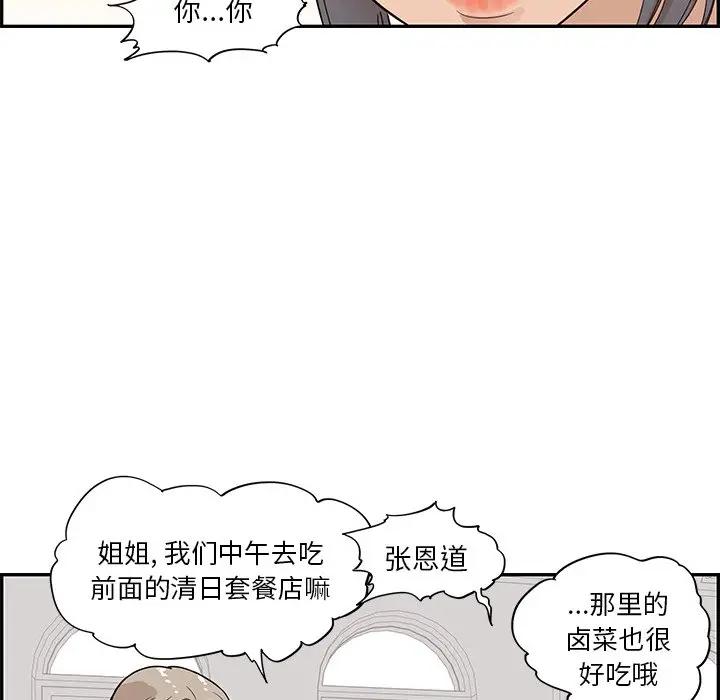 你...你
姐姐, 我们中午去吃
前面的清日套餐店嘛
张恩道
...那里的
卤菜也很
好吃哦